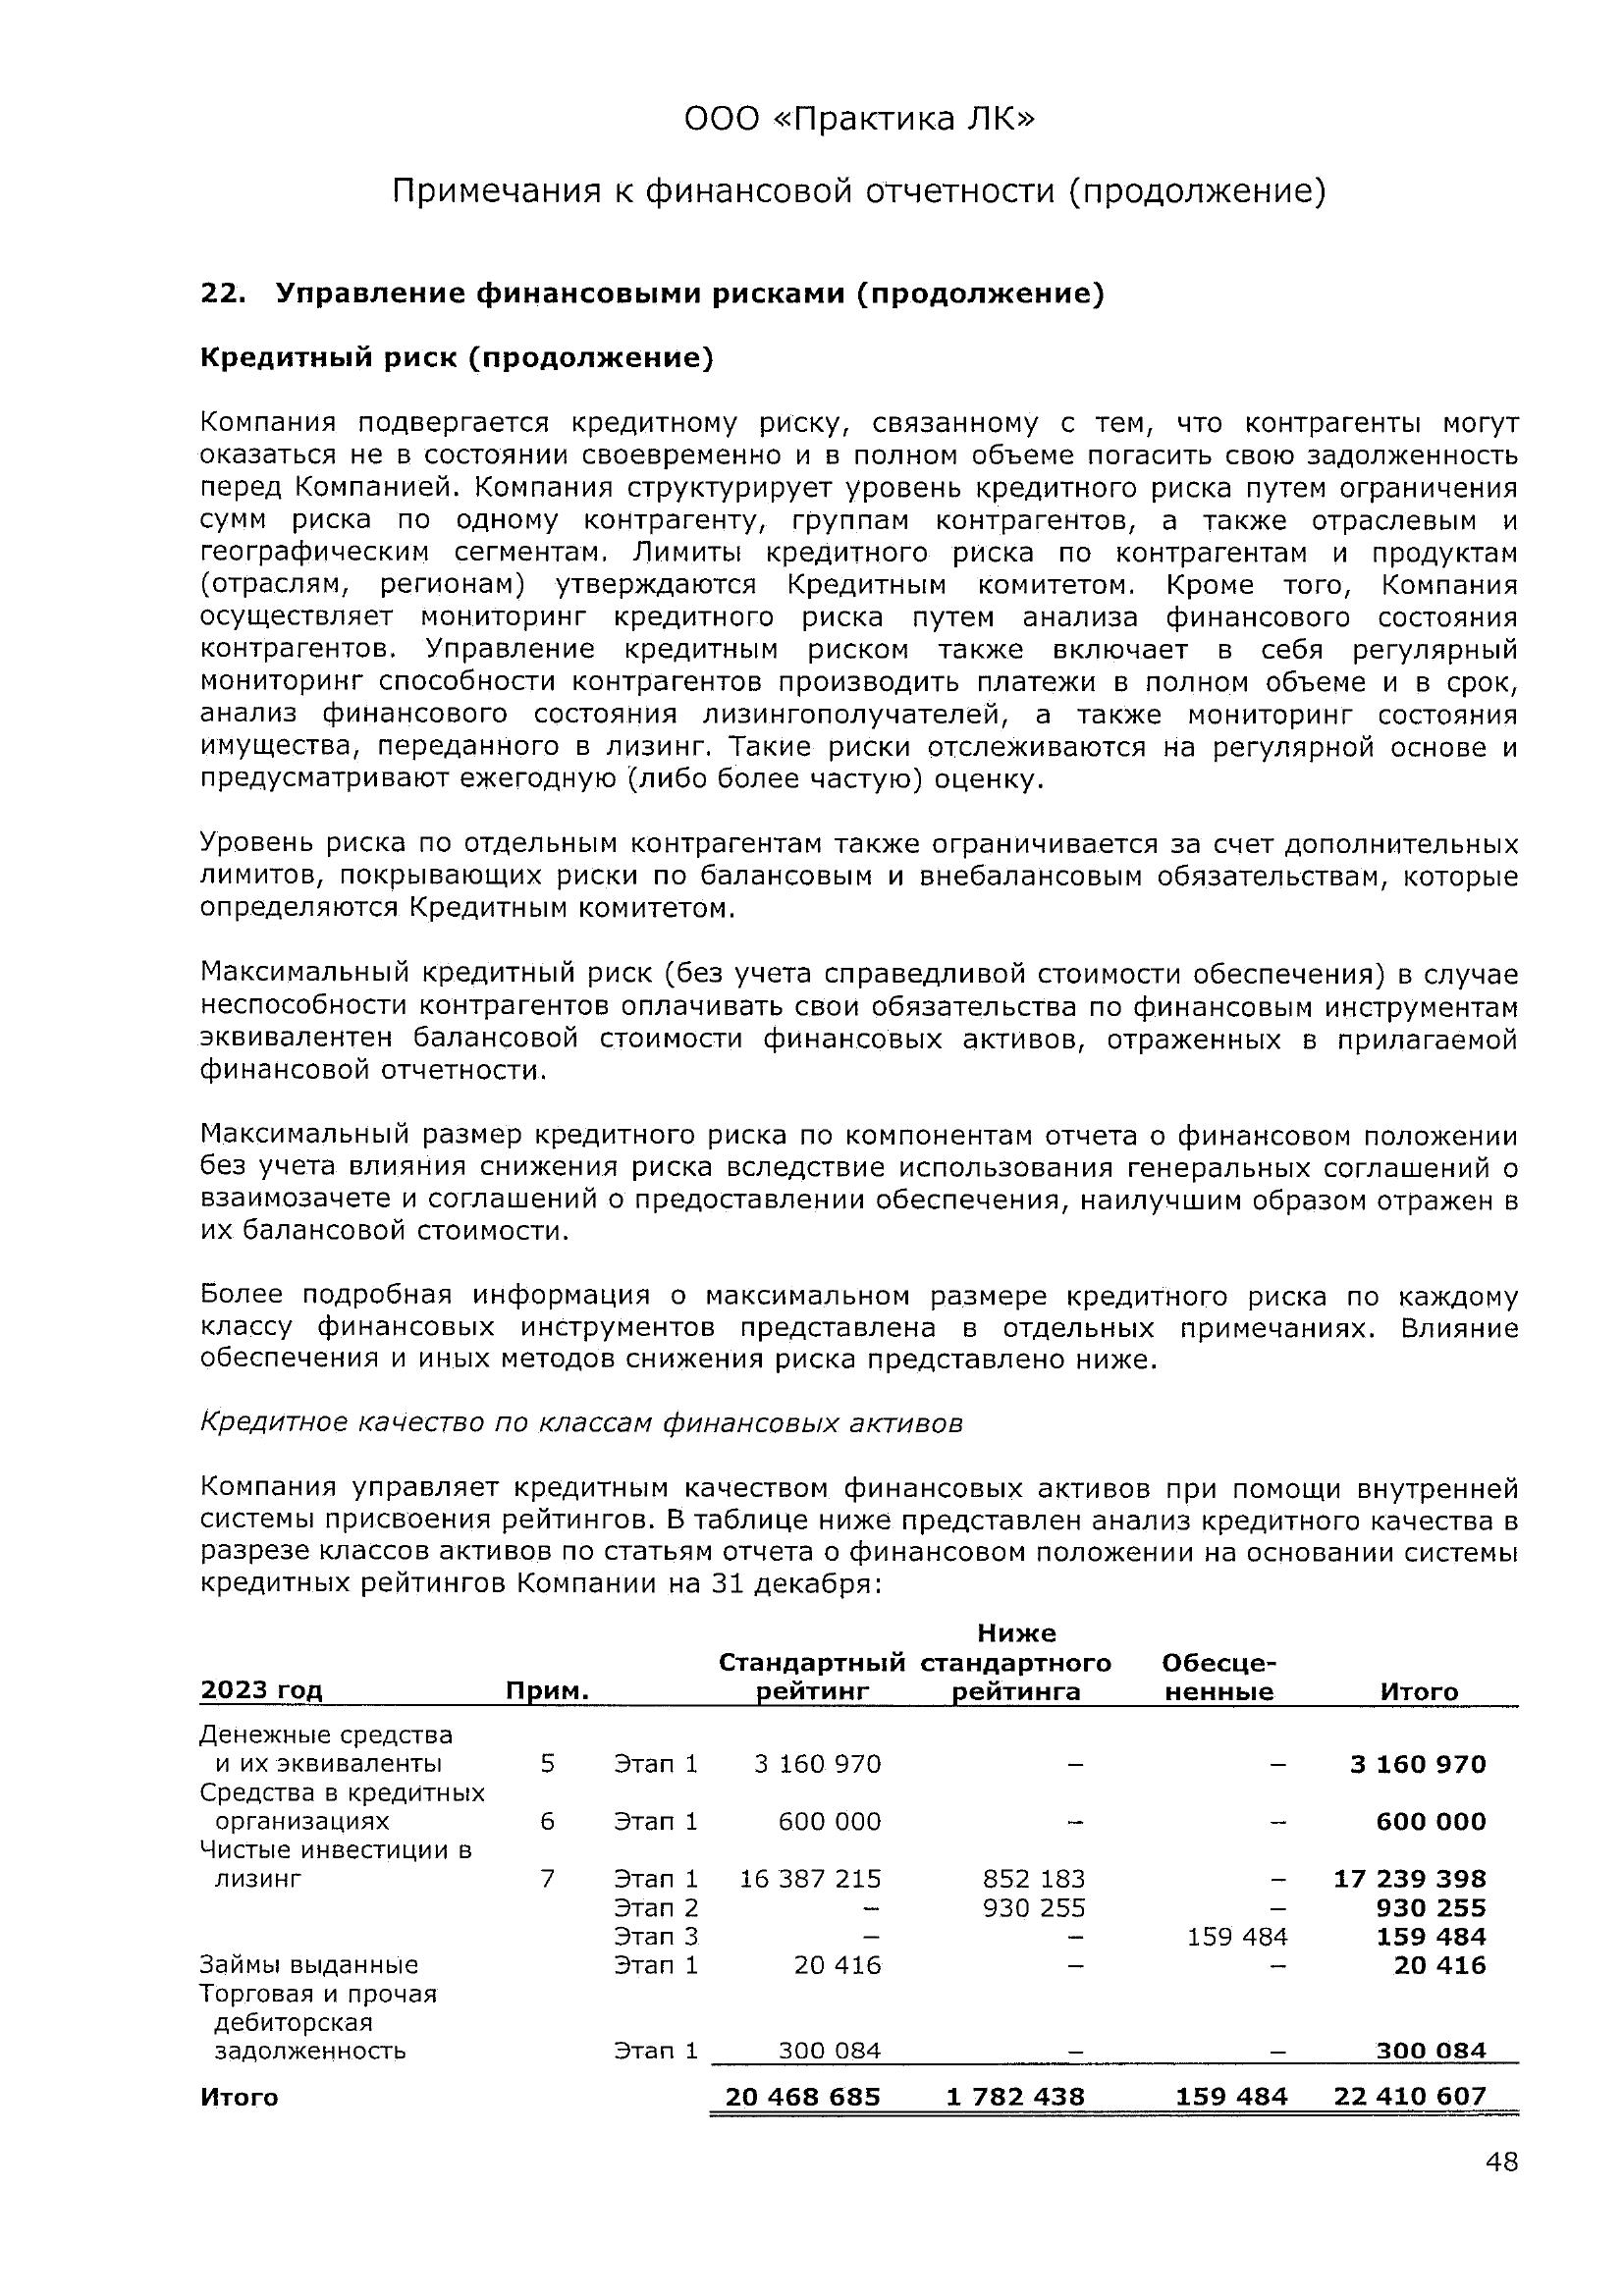 ООО «Практика ЛК»
Примечания к финансовой отчетности (продолжение)
22. Управление финансовыми рисками (продолжение)
Кредитный риск (продолжение)
Компания подвергается кредитному риску, связанному с тем, что контрагенты могут
оказаться не в состоянии своевременно и в полном объеме погасить свою задолженность
перед Компанией. Компания структурирует уровень кредитного риска путем ограничения
сумм риска по одному контрагенту, группам контрагентов, а также отраслевым и
географическим сегментам. Лимиты кредитного риска по контрагентам и продуктам
(отраслям, регионам) утверждаются Кредитным комитетом. Кроме того, Компания
осуществляет мониторинг кредитного риска путем анализа финансового состояния
контрагентов. Управление кредитным риском также включает в себя регулярный
мониторинг способности контрагентов производить платежи в полном объеме и в срок,
анализ финансового состояния лизингополучателей, а также мониторинг состояния
имущества, переданного в лизинг. Такие риски отслеживаются на регулярной основе и
предусматривают ежегодную (либо более частую) оценку.
Уровень риска по отдельным контрагентам также ограничивается за счет дополнительных
лимитов, покрывающих риски по балансовым и внебалансовым обязательствам, которые
определяются Кредитным комитетом.
Максимальный кредитный риск (без учета справедливой стоимости обеспечения) в случае
неспособности контрагентов оплачивать свои обязательства по финансовым инструментам
эквивалентен балансовой стоимости финансовых активов, отраженных в прилагаемой
финансовой отчетности.
Максимальный размер кредитного риска по компонентам отчета о финансовом положении
без учета влияния снижения риска вследствие использования генеральных соглашений о
взаимозачете и соглашений о предоставлении обеспечения, наилучшим образом отражен в
их балансовой стоимости.
Более подробная информация о максимальном размере кредитного риска по каждому
классу финансовых инструментов представлена в отдельных примечаниях. Влияние
обеспечения и иных методов снижения риска представлено ниже.
Кредитное качество по классам финансовых активов
Компания управляет кредитным качеством финансовых активов при помощи внутренней
системы присвоения рейтингов. В таблице ниже представлен анализ кредитного качества в
разрезе классов активов по статьям отчета о финансовом положении на основании системы
кредитных рейтингов Компании на 31 декабря:
Ниже
Стандартный стандартного Обесце-
2023 год Прим. рейтинг рейтинга ненные Итого
Денежные средства
и их эквиваленты 5 Этап 1 3 160 970 – – 3 160 970
Средства в кредитных
организациях 6 Этап 1 600 000 – – 600 000
Чистые инвестиции в
лизинг 7 Этап 1 16 387 215 852 183 – 17 239 398
Этап 2 – 930 255 – 930 255
Этап 3 – – 159 484 159 484
Займы выданные Этап 1 20 416 – – 20 416
Торговая и прочая
дебиторская
задолженность Этап 1 300 084 – – 300 084
Итого 20 468 685 1 782 438 159 484 22 410 607
48